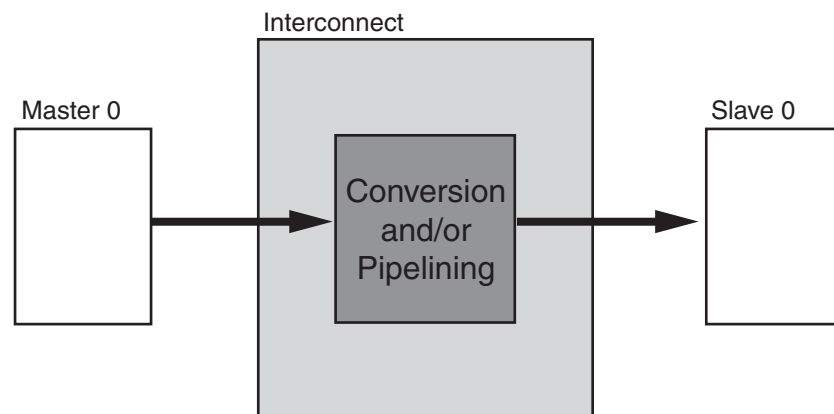 Interconnect
Master 0
Slave 0
Conversion
and/or
Pipelining